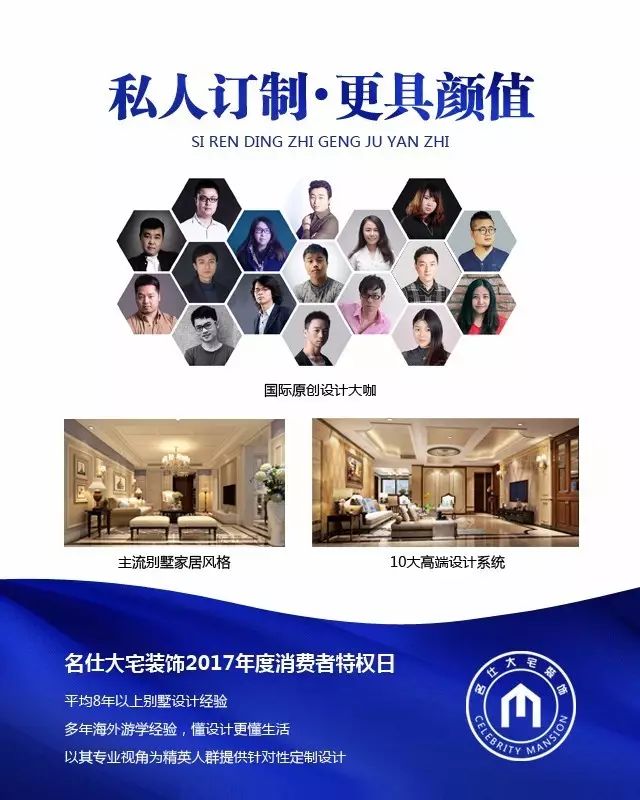 私人订制·更具颜值
SI REN DING ZHI GENG JU YAN ZHI
国际原创设计大咖
主流别墅家居风格
10大高端设计系统
名仕大宅装饰2017年度消费者特权日
平均8年以上别墅设计经验
多年海外游学经验，懂设计更懂生活
以其专业视角为精英人群提供针对性定制设计
名仕大宅装饰
CELEBRITY MANSION